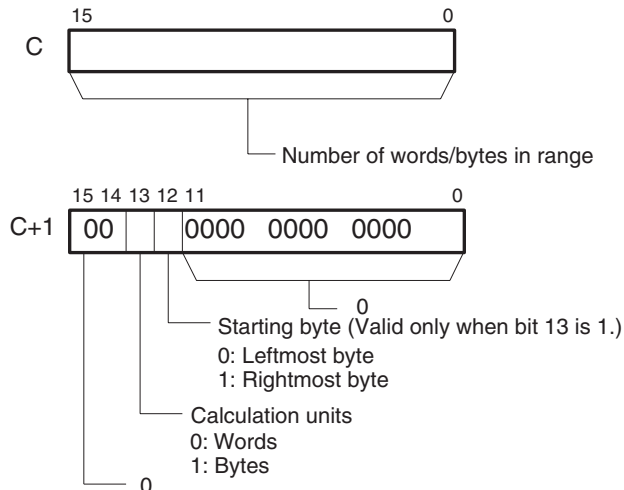 15 0
C
Number of words/bytes in range
15 14 13 12 11 0
C+1 00 0000 0000 0000
0
Starting byte (Valid only when bit 13 is 1.)
0: Leftmost byte
1: Rightmost byte
Calculation units
0: Words
1: Bytes
0